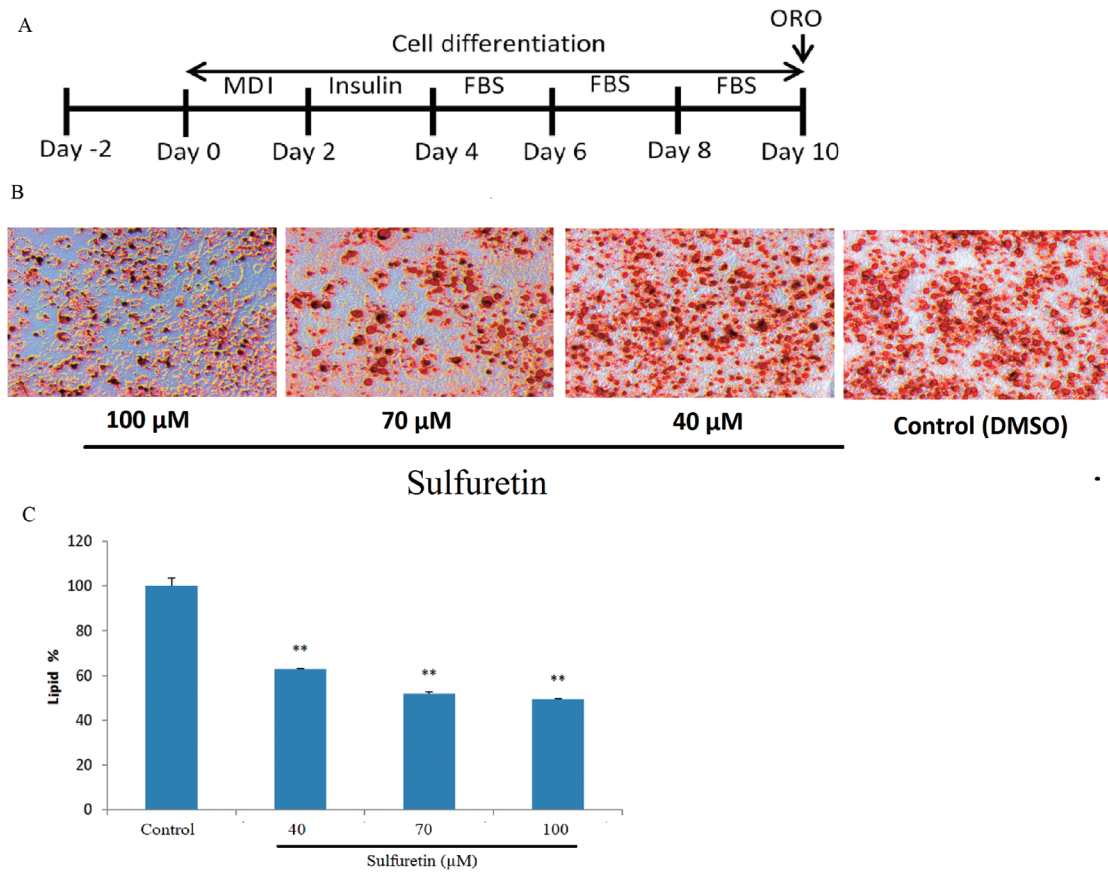 A
ORO
Cell differentiation
MDI Insulin FBS FBS FBS
Day -2 Day 0 Day 2 Day 4 Day 6 Day 8 Day 10
B
100 µM 70 µM 40 µM Control (DMSO)
Sulfuretin
C
120
100
80
60
40
20
0
Lipid %
** ** **
Control 40 70 100
Sulfuretin (µM)